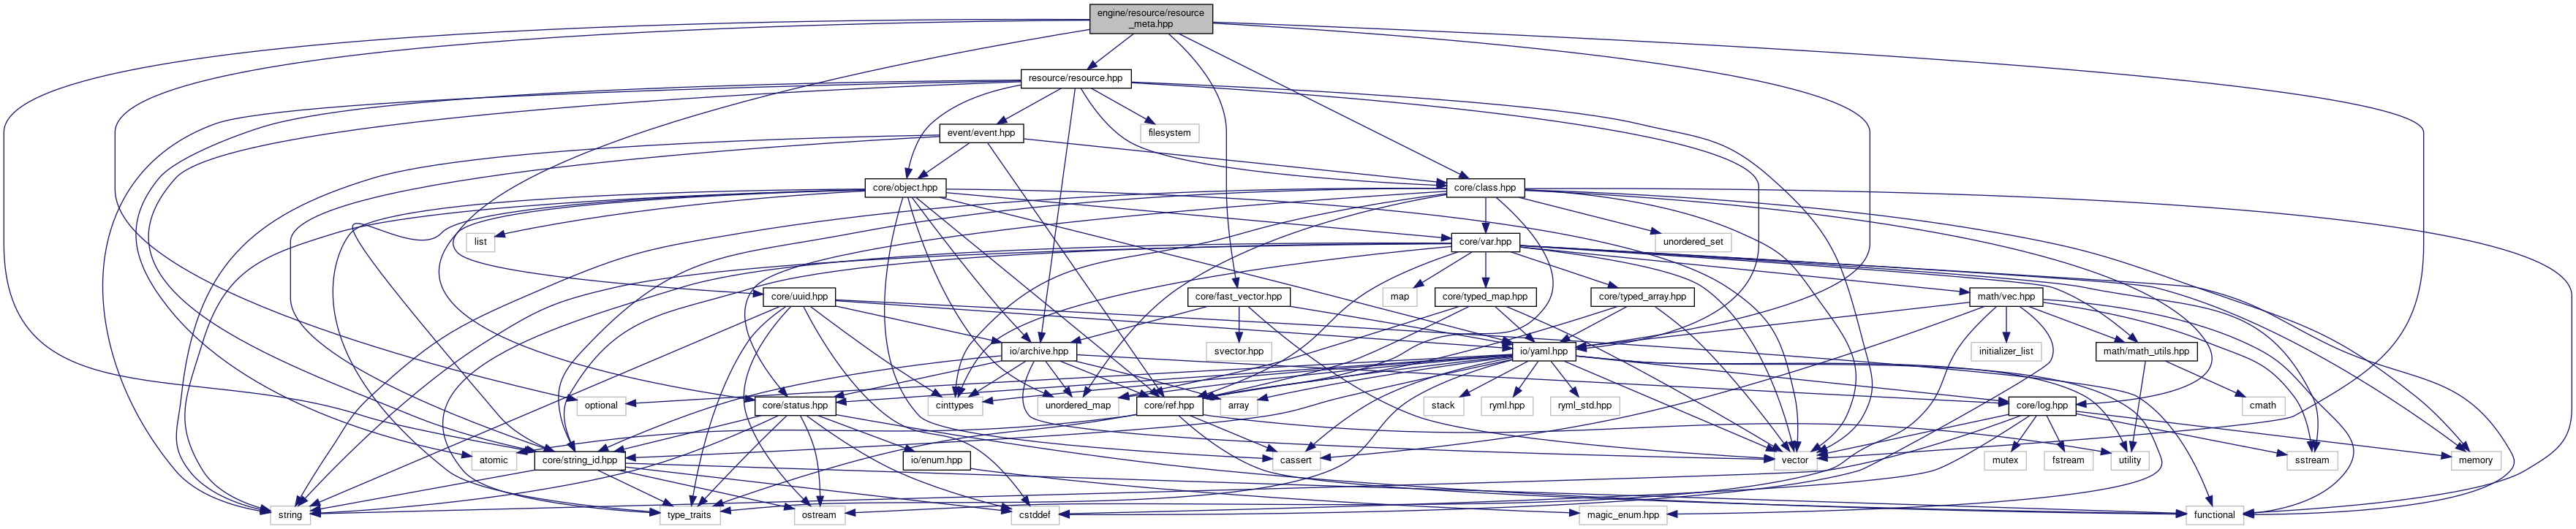 engine/resource/resource
_meta.hpp
resource/resource.hpp
event/event.hpp
filesystem
core/object.hpp
core/class.hpp
list
core/var.hpp
unordered_set
core/uuid.hpp
core/fast_vector.hpp
map
core/typed_map.hpp
core/typed_array.hpp
math/vec.hpp
io/archive.hpp
svector.hpp
io/yaml.hpp
initializer_list
math/math_utils.hpp
optional
core/status.hpp
cinttypes
unordered_map
core/ref.hpp
array
stack
ryml.hpp
ryml_std.hpp
core/log.hpp
cmath
atomic
core/string_id.hpp
io/enum.hpp
cassert
vector
mutex
fstream
utility
sstream
memory
string
type_traits
ostream
cstddef
magic_enum.hpp
functional